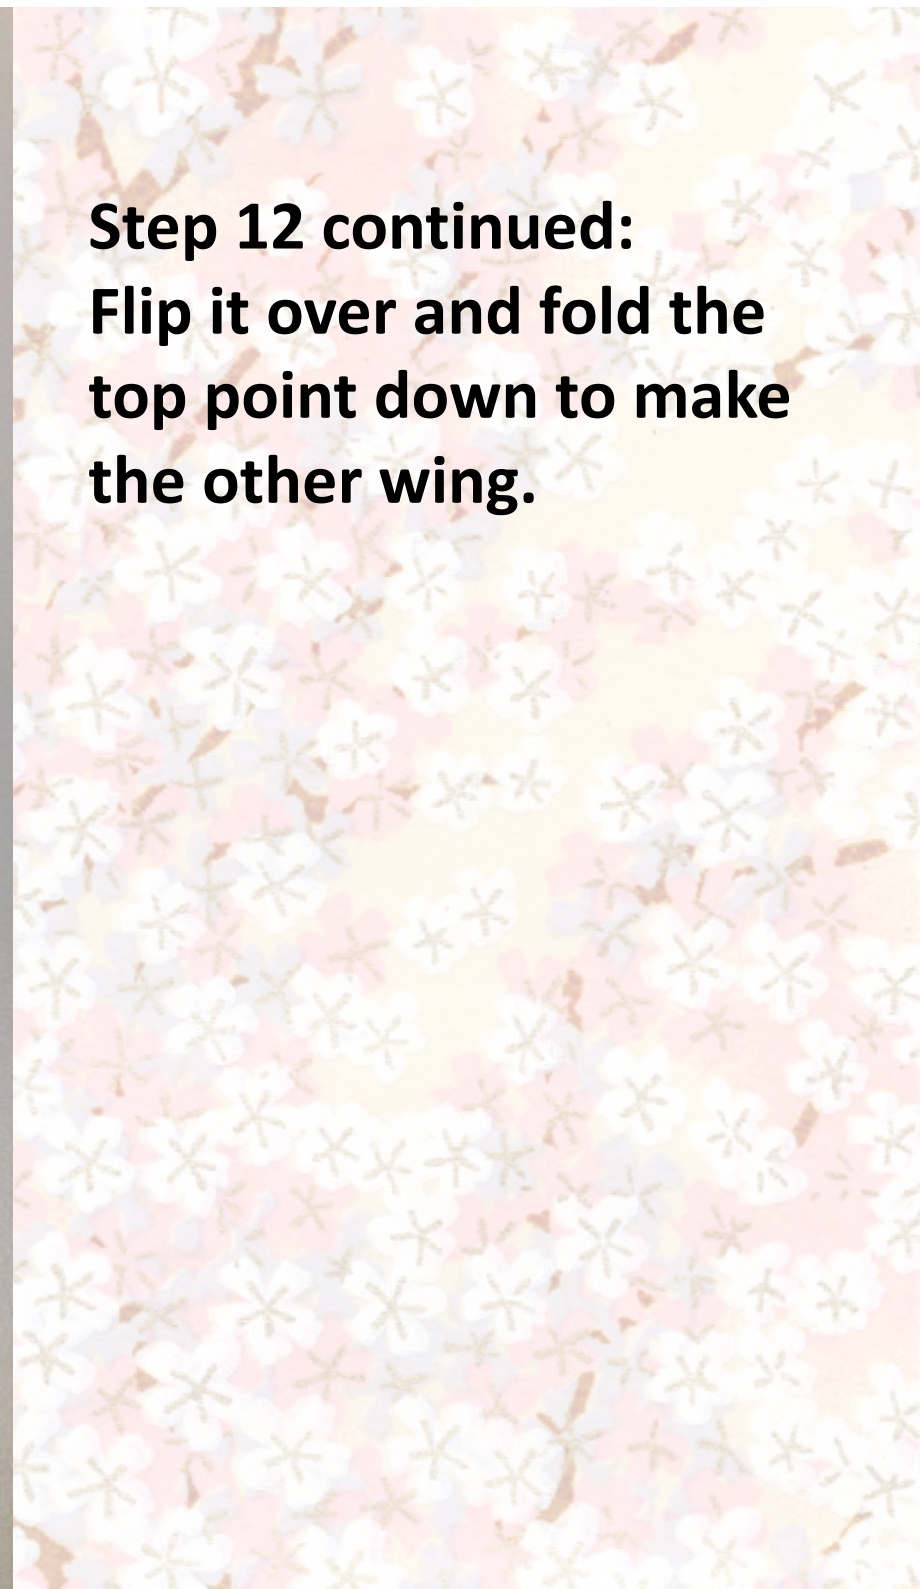 Step 12 continued:
Flip it over and fold the
top point down to make
the other wing.